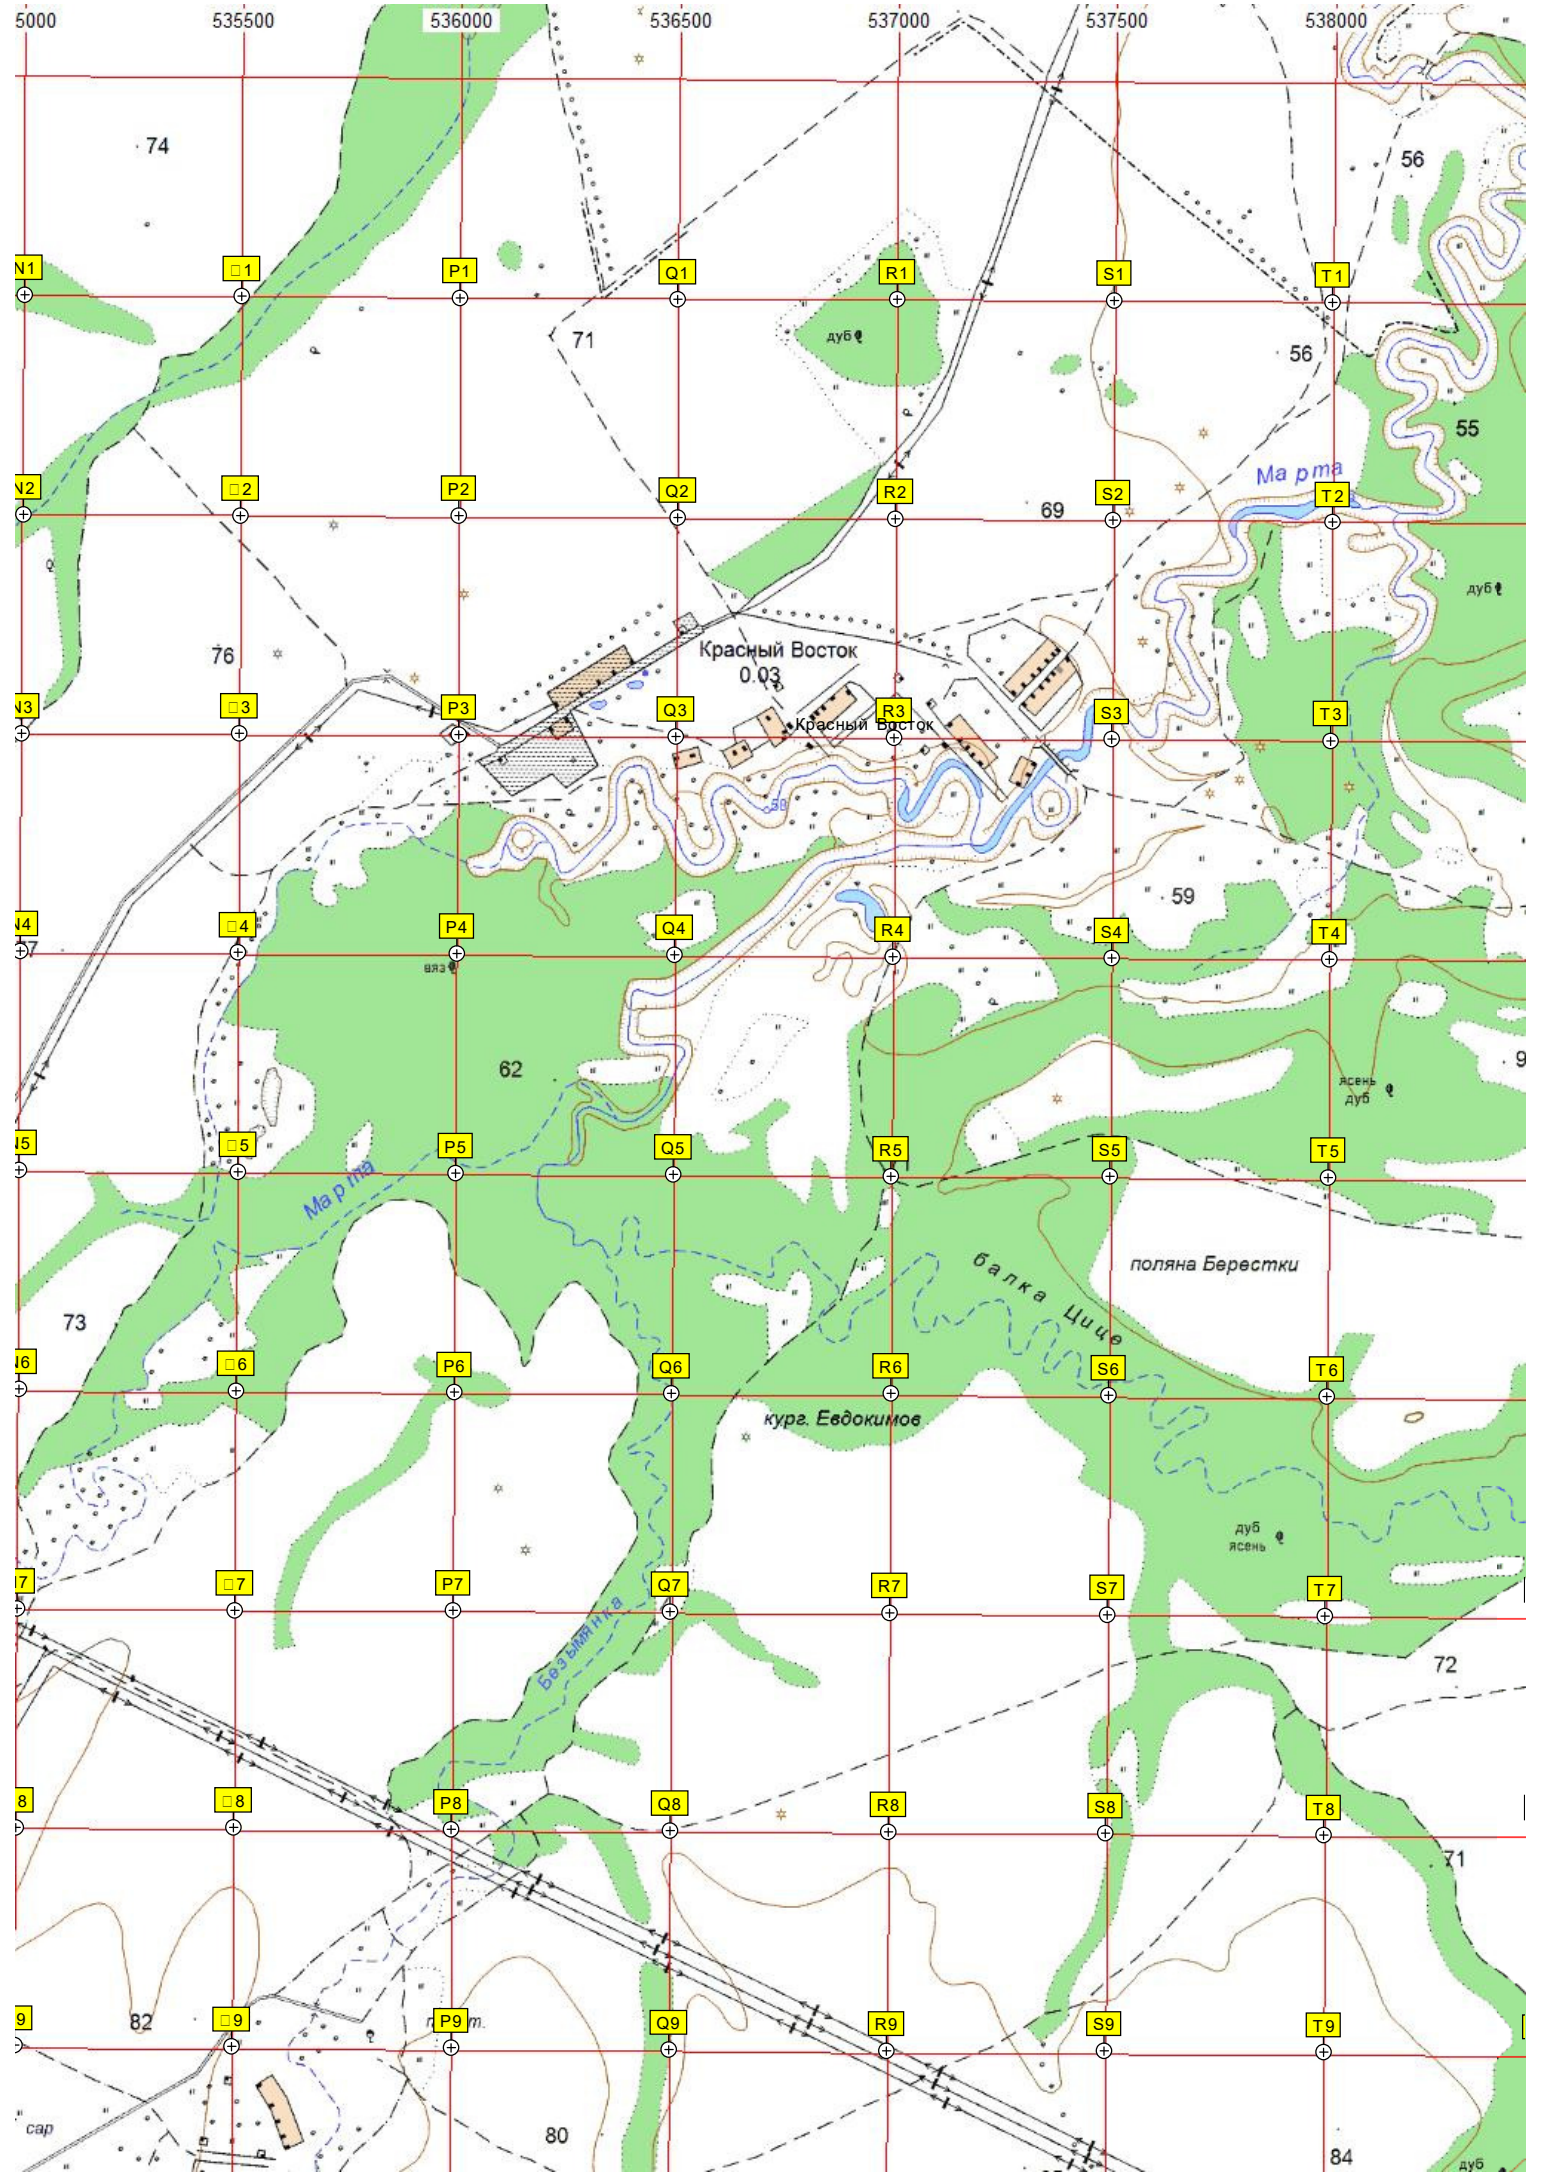 5000 535500 536000 536500 537000 537500 538000
74
56
N1 □1 P1 Q1 R1 S1 T1
71
дуб
56
55
Марта
N2 □2 P2 Q2 R2 S2 T2
69
дуб
76
Красный Восток
0.03
N3 □3 P3 Q3 R3 S3 T3
Красный Восток
59
N4 □4 P4 Q4 R4 S4 T4
вяз
62
9
ясень
дуб
N5 □5 P5 Q5 R5 S5 T5
Марта
балка Цице
поляна Берестки
73
N6 □6 P6 Q6 R6 S6 T6
кург. Евдокимов
дуб
ясень
7 □7 P7 Q7 R7 S7 T7
Безымянка
72
8 □8 P8 Q8 R8 S8 T8
71
82
9 □9 P9 Q9 R9 S9 T9
сар
80
84
дуб